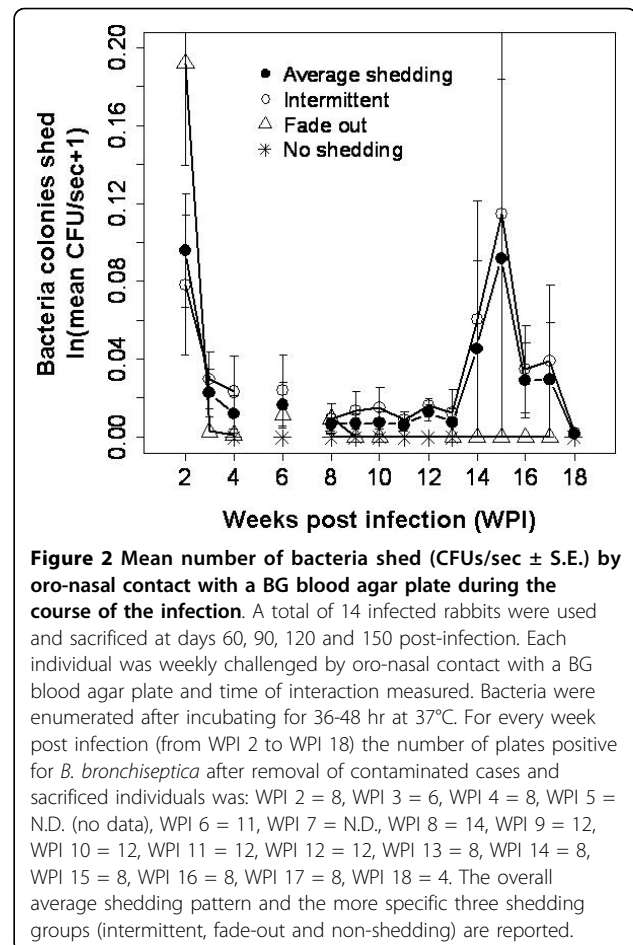 Bacteria colonies shed
ln(mean CFU/sec+1)
0.20
0.16
0.12
0.08
0.04
0.00
Average shedding
Intermittent
Fade out
No shedding
2 4 6 8 10 12 14 16 18
Weeks post infection (WPI)
Figure 2 Mean number of bacteria shed (CFUs/sec ± S.E.) by
oro-nasal contact with a BG blood agar plate during the
course of the infection. A total of 14 infected rabbits were used
and sacrificed at days 60, 90, 120 and 150 post-infection. Each
individual was weekly challenged by oro-nasal contact with a BG
blood agar plate and time of interaction measured. Bacteria were
enumerated after incubating for 36-48 hr at 37°C. For every week
post infection (from WPI 2 to WPI 18) the number of plates positive
for B. bronchiseptica after removal of contaminated cases and
sacrificed individuals was: WPI 2 = 8, WPI 3 = 6, WPI 4 = 8, WPI 5 =
N.D. (no data), WPI 6 = 11, WPI 7 = N.D., WPI 8 = 14, WPI 9 = 12,
WPI 10 = 12, WPI 11 = 12, WPI 12 = 12, WPI 13 = 8, WPI 14 = 8,
WPI 15 = 8, WPI 16 = 8, WPI 17 = 8, WPI 18 = 4. The overall
average shedding pattern and the more specific three shedding
groups (intermittent, fade-out and non-shedding) are reported.